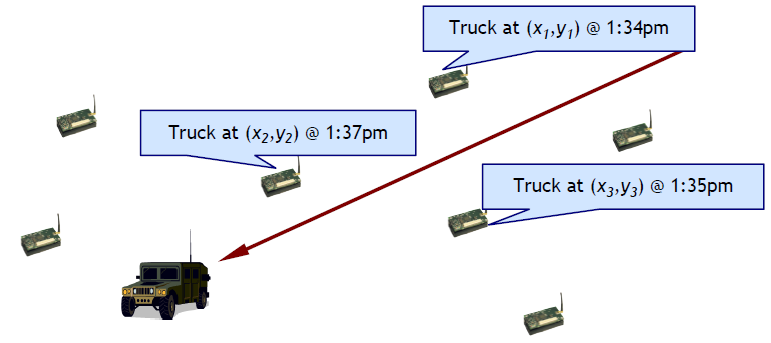 Truck at (x₁,y₁) @ 1:34pm
Truck at (x₂,y₂) @ 1:37pm
Truck at (x₃,y₃) @ 1:35pm